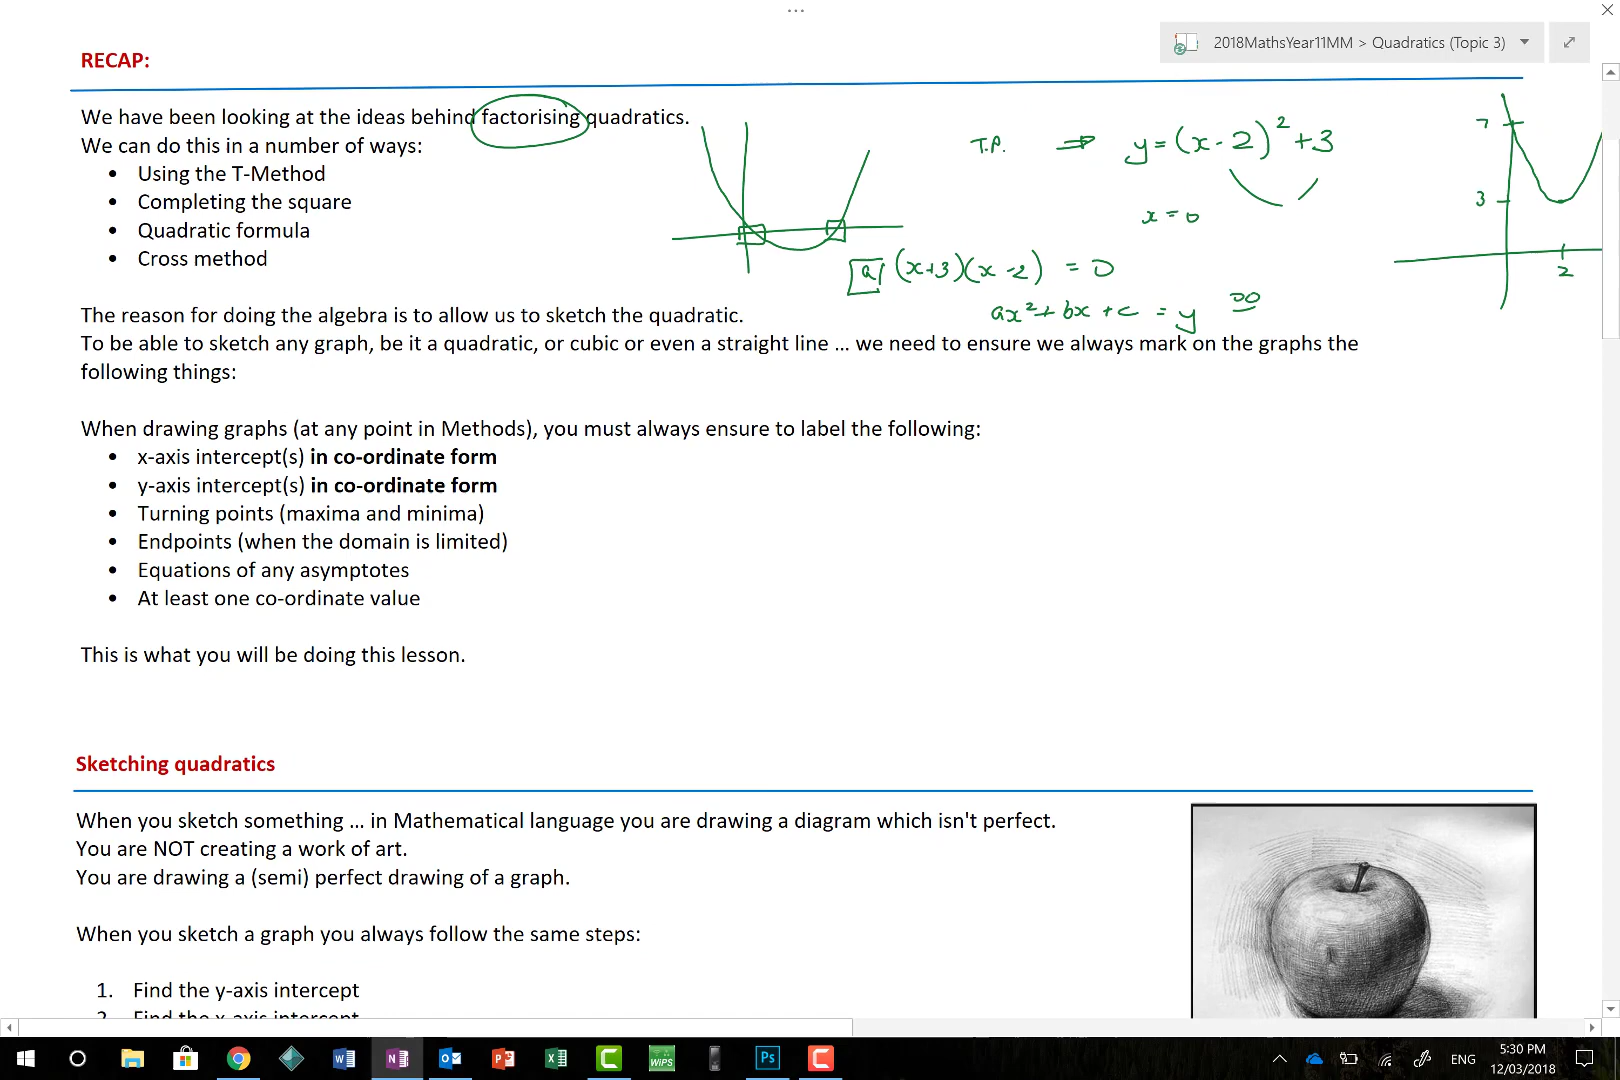 2018MathsYear11MM > Quadratics (Topic 3)
RECAP:
We have been looking at the ideas behind factorising quadratics.
We can do this in a number of ways:
• Using the T-Method
• Completing the square
• Quadratic formula
• Cross method
T.P. ⇒ y = (x - 2)² + 3
x = 0
a (x+3)(x-2) = 0
ax² + bx + c = y
7
3
2
The reason for doing the algebra is to allow us to sketch the quadratic.
To be able to sketch any graph, be it a quadratic, or cubic or even a straight line ... we need to ensure we always mark on the graphs the
following things:
When drawing graphs (at any point in Methods), you must always ensure to label the following:
• x-axis intercept(s) in co-ordinate form
• y-axis intercept(s) in co-ordinate form
• Turning points (maxima and minima)
• Endpoints (when the domain is limited)
• Equations of any asymptotes
• At least one co-ordinate value
This is what you will be doing this lesson.
Sketching quadratics
When you sketch something ... in Mathematical language you are drawing a diagram which isn't perfect.
You are NOT creating a work of art.
You are drawing a (semi) perfect drawing of a graph.
When you sketch a graph you always follow the same steps:
1. Find the y-axis intercept
2. Find the x-axis intercept
WIPS
ENG
5:30 PM
12/03/2018